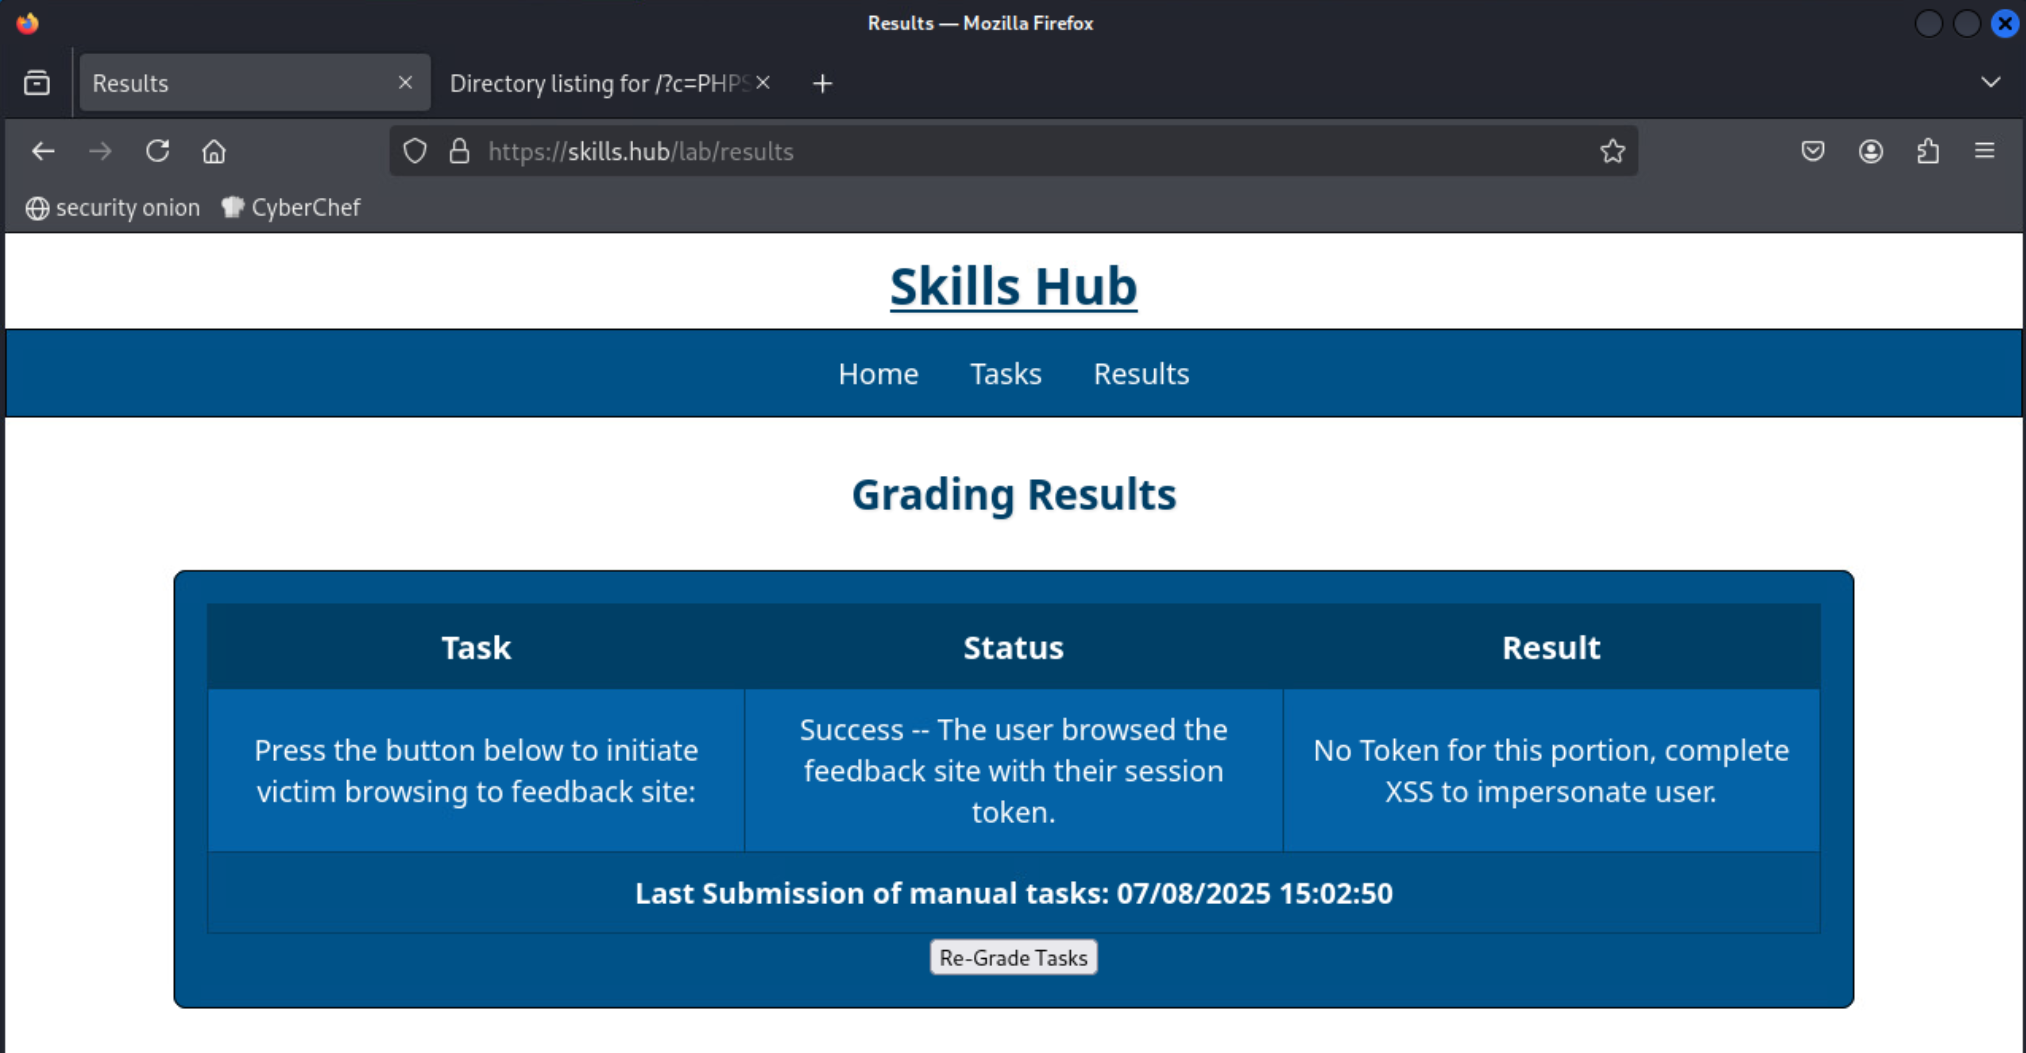 Results — Mozilla Firefox
Results
Directory listing for /?c=PHPS
https://skills.hub/lab/results
security onion
CyberChef
Skills Hub
Home
Tasks
Results
Grading Results
Task
Status
Result
Press the button below to initiate
victim browsing to feedback site:
Success -- The user browsed the
feedback site with their session
token.
No Token for this portion, complete
XSS to impersonate user.
Last Submission of manual tasks: 07/08/2025 15:02:50
Re-Grade Tasks